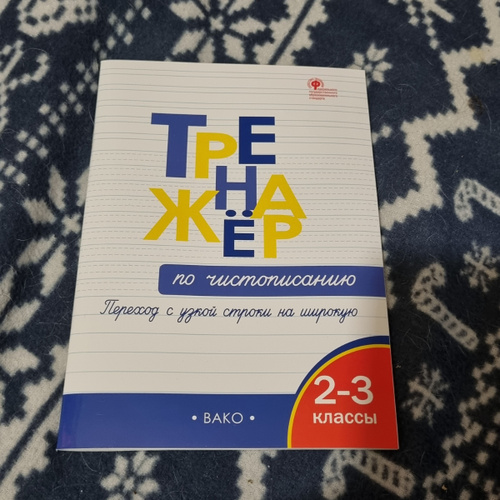 ТРЕ
НА
ЖЁР
по чистописанию
Переход с узкой строки на широкую
2-3
КЛАССЫ
• ВАКО •